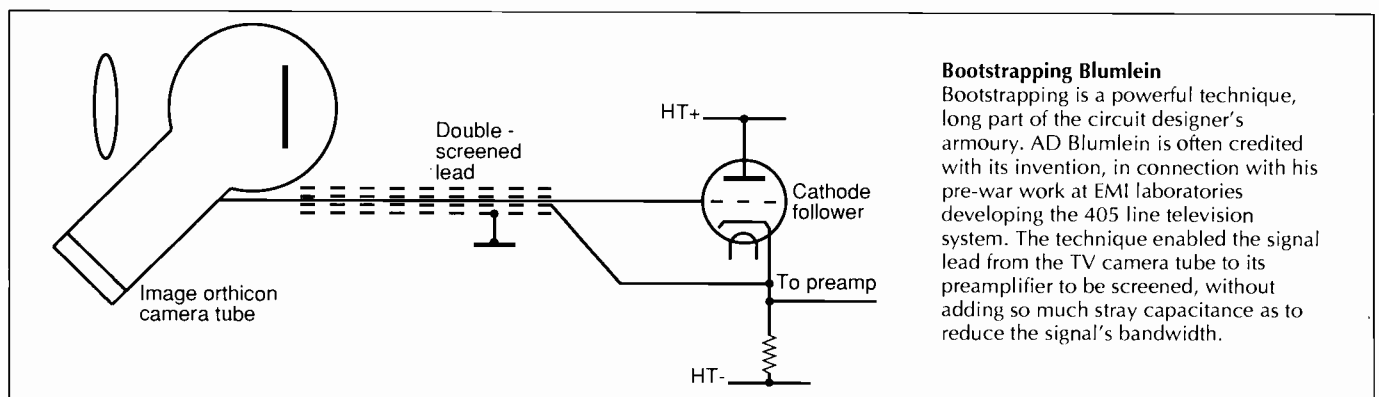 HT+
Double -
screened
lead
Cathode
follower
To preamp
Image orthicon
camera tube
HT-
Bootstrapping Blumlein
Bootstrapping is a powerful technique,
long part of the circuit designer's
armoury. AD Blumlein is often credited
with its invention, in connection with his
pre-war work at EMI laboratories
developing the 405 line television
system. The technique enabled the signal
lead from the TV camera tube to its
preamplifier to be screened, without
adding so much stray capacitance as to
reduce the signal's bandwidth.